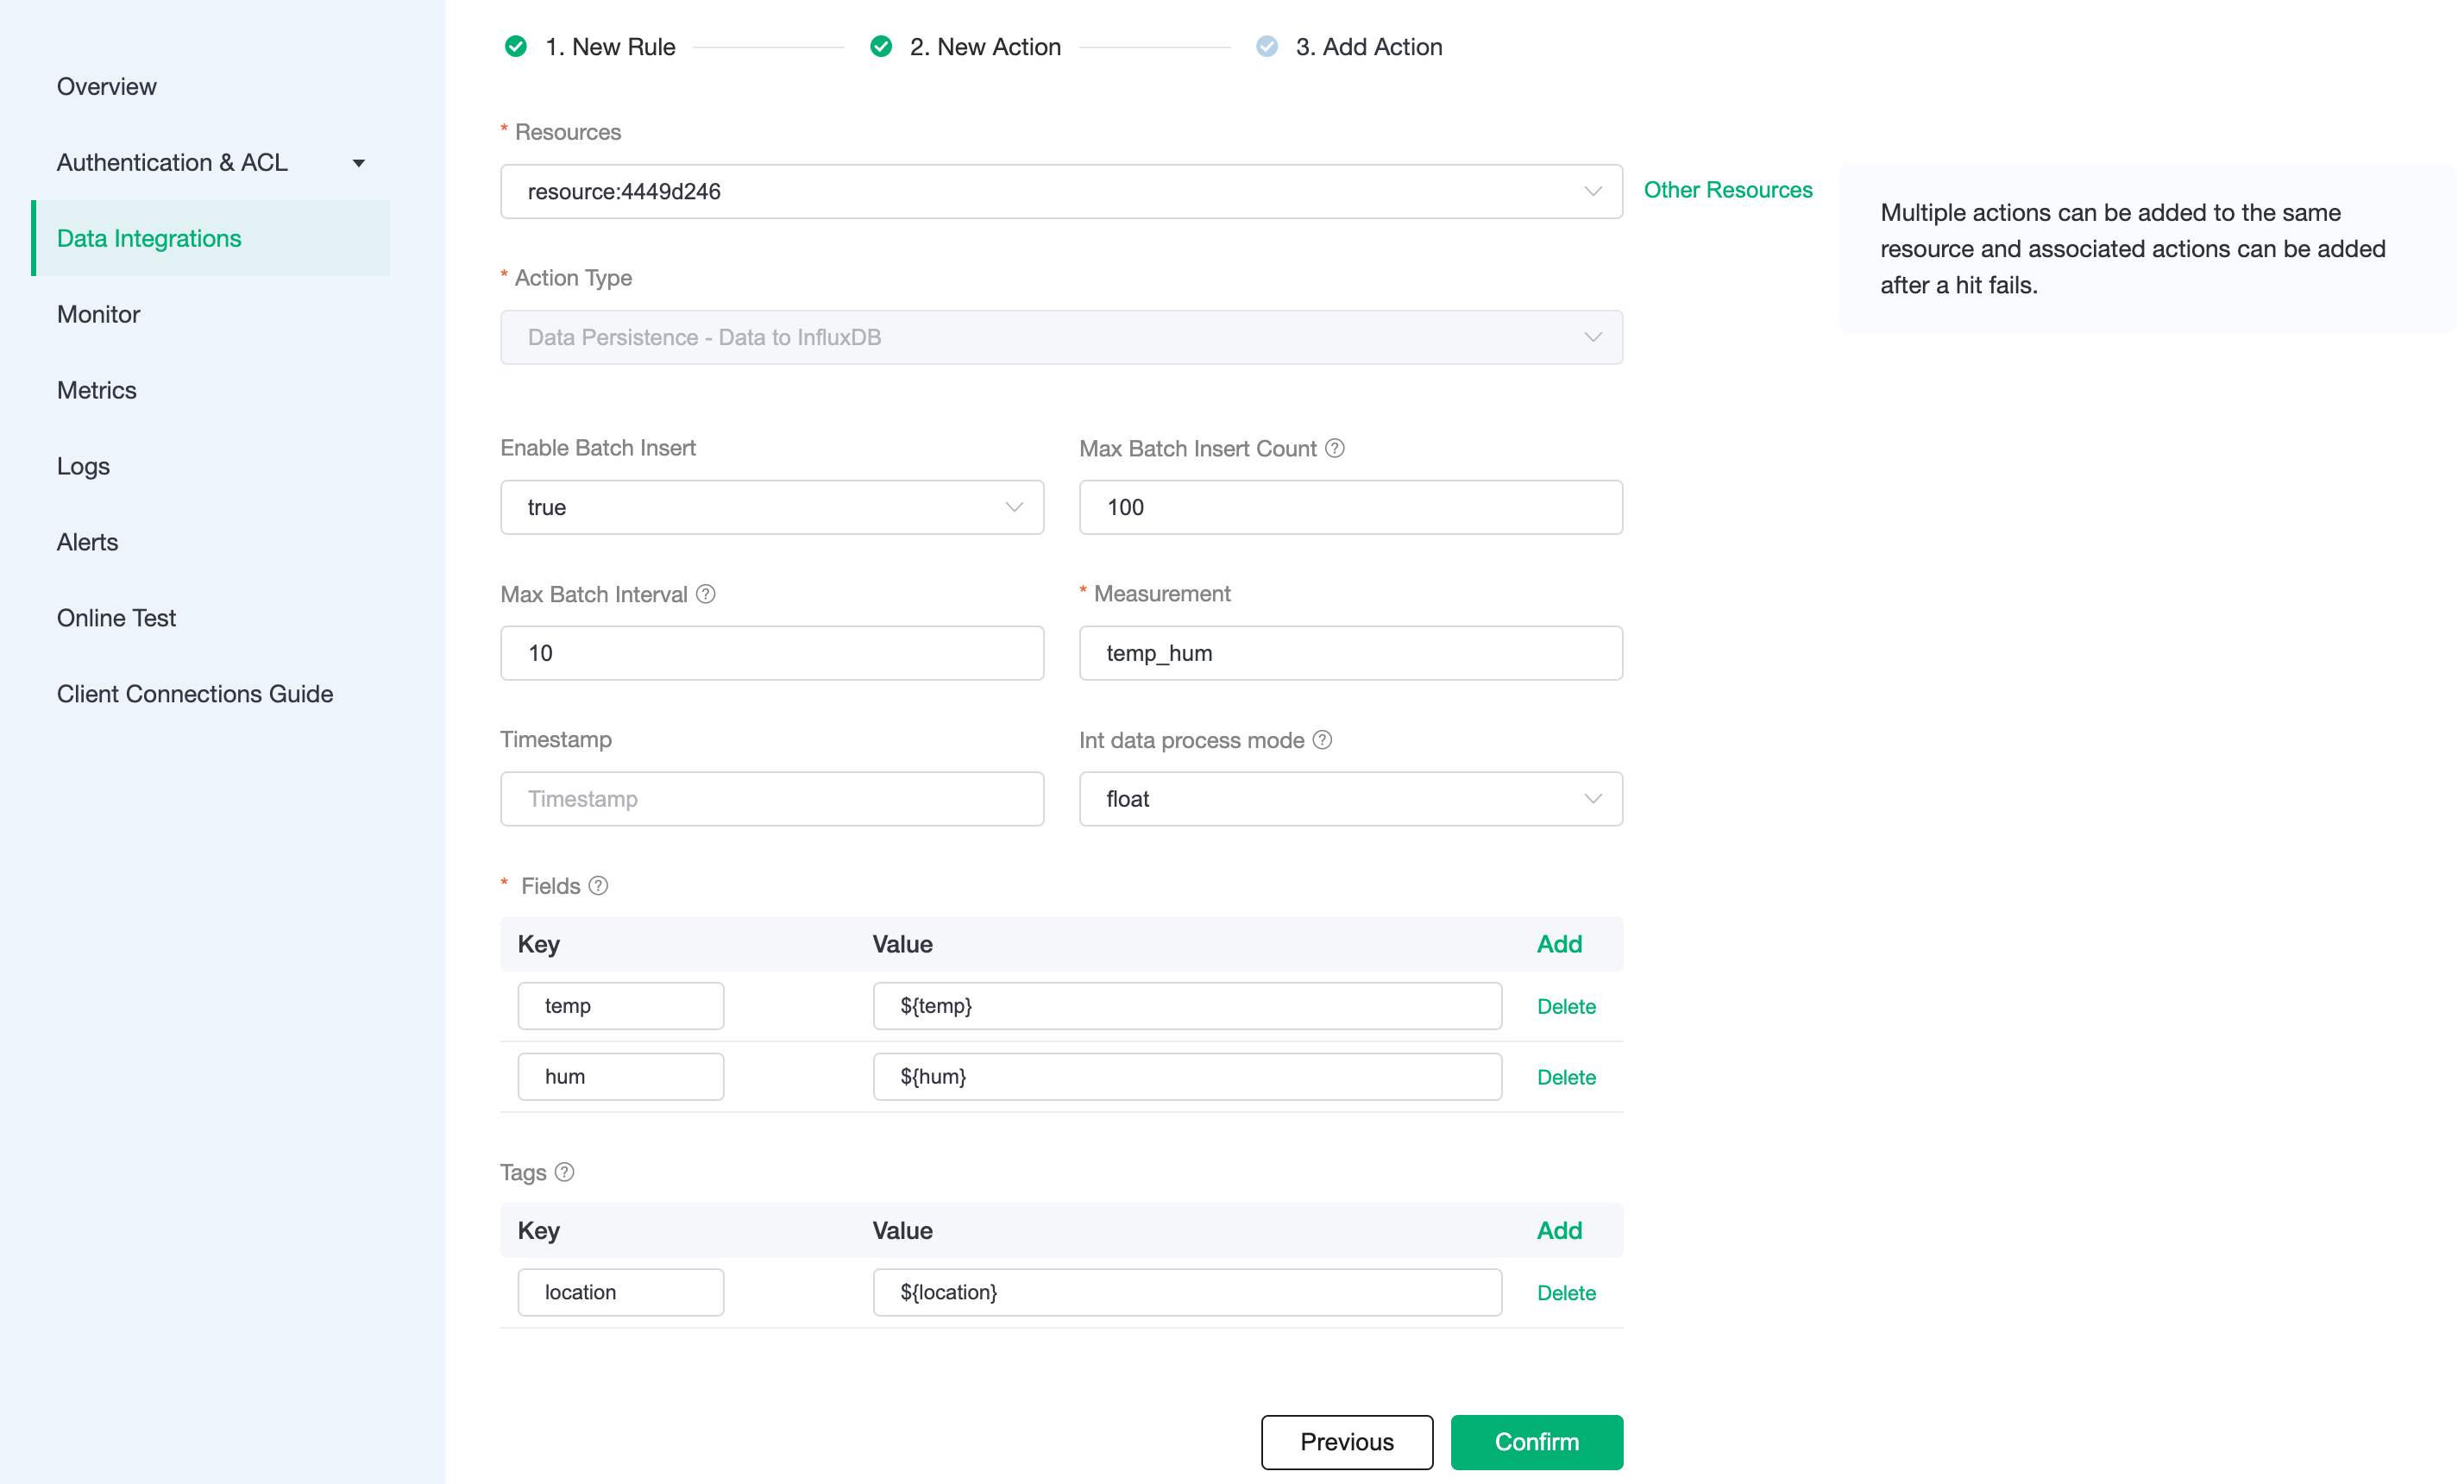 Overview
Authentication & ACL
Data Integrations
Monitor
Metrics
Logs
Alerts
Online Test
Client Connections Guide
1. New Rule
2. New Action
3. Add Action
* Resources
resource:4449d246
Other Resources
Multiple actions can be added to the same
resource and associated actions can be added
after a hit fails.
* Action Type
Data Persistence - Data to InfluxDB
Enable Batch Insert
Max Batch Insert Count ?
true
100
Max Batch Interval ?
* Measurement
10
temp_hum
Timestamp
Int data process mode ?
Timestamp
float
* Fields ?
Key Value Add
temp ${temp} Delete
hum ${hum} Delete
Tags ?
Key Value Add
location ${location} Delete
Previous
Confirm